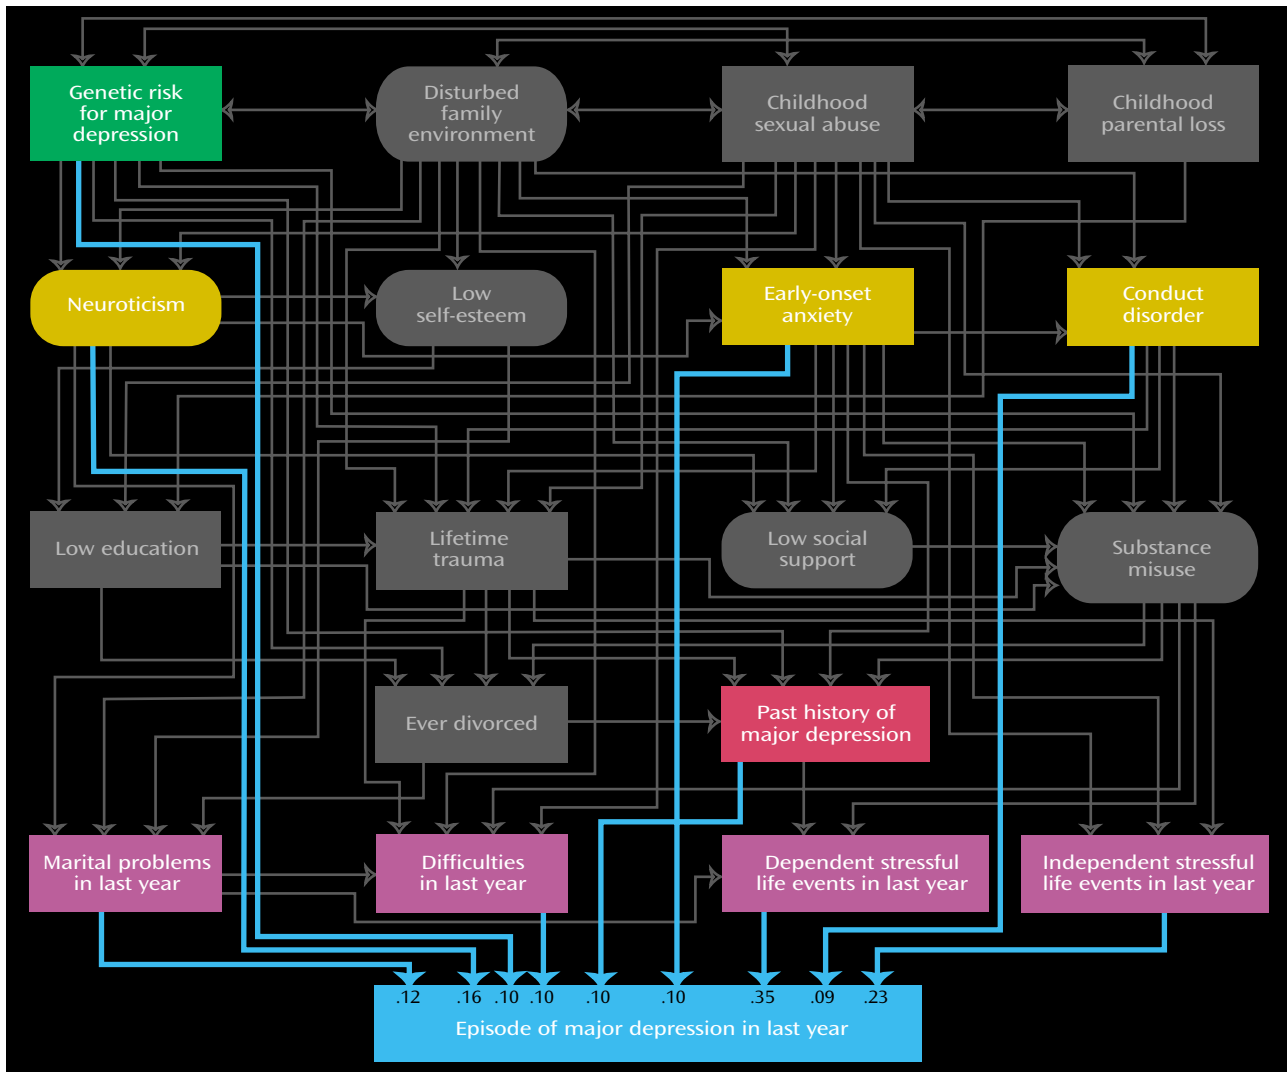 Genetic risk
for major
depression
Disturbed
family
environment
Childhood
sexual abuse
Childhood
parental loss
Neuroticism
Low
self-esteem
Early-onset
anxiety
Conduct
disorder
Low education
Lifetime
trauma
Low social
support
Substance
misuse
Ever divorced
Past history of
major depression
Marital problems
in last year
Difficulties
in last year
Dependent stressful
life events in last year
Independent stressful
life events in last year
.12 .16 .10 .10 .10 .10 .35 .09 .23
Episode of major depression in last year